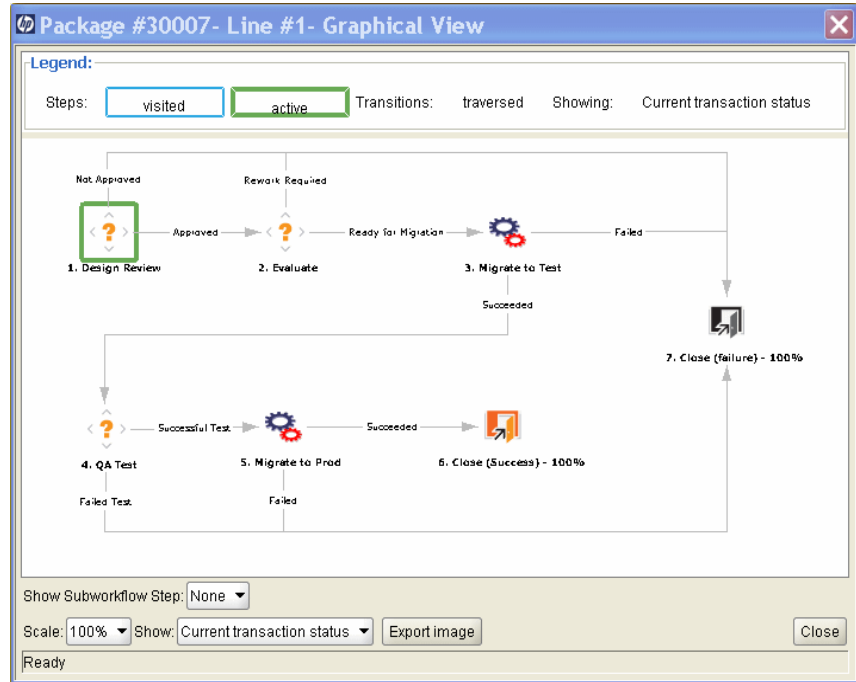 hp Package #30007- Line #1- Graphical View
Legend:
Steps: visited active Transitions: traversed Showing: Current transaction status
Not Approved Rework Required
Approved Ready for Migration Failed
1. Design Review 2. Evaluate 3. Migrate to Test
Succeeded
7. Close (failure) - 100%
Successful Test Succeeded
4. QA Test 5. Migrate to Prod 6. Close (Success) - 100%
Failed Test Failed
Show Subworkflow Step: None
Scale: 100% Show: Current transaction status Export image Close
Ready